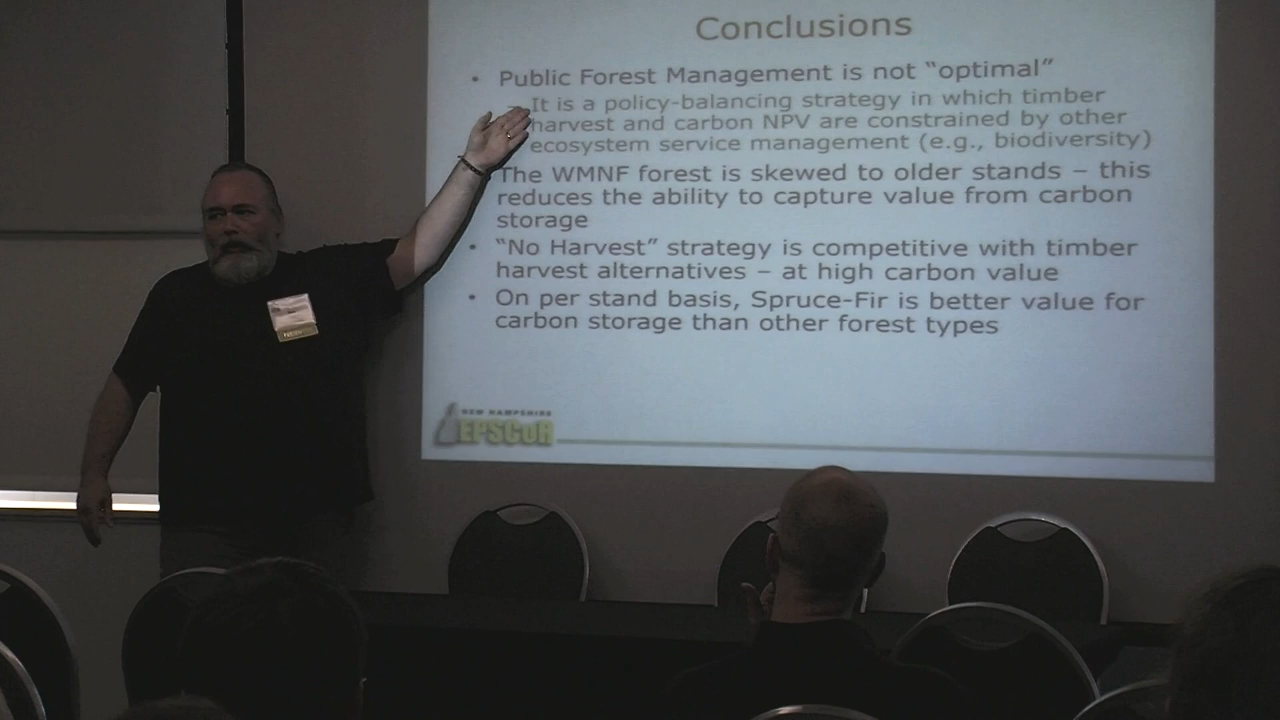 Conclusions
• Public Forest Management is not “optimal”
– It is a policy-balancing strategy in which timber
harvest and carbon NPV are constrained by other
ecosystem service management (e.g., biodiversity)
The WMNF forest is skewed to older stands – this
reduces the ability to capture value from carbon
storage
• “No Harvest” strategy is competitive with timber
harvest alternatives – at high carbon value
• On per stand basis, Spruce-Fir is better value for
carbon storage than other forest types
NEW HAMPSHIRE
EPSCoR